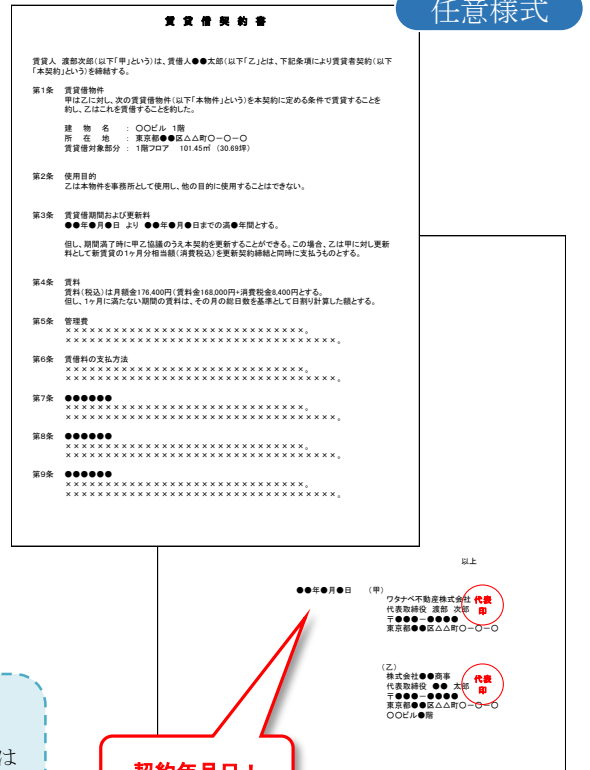 任意様式
賃貸借契約書
賃貸人 渡部次郎(以下「甲」という)は、賃借人●●太郎(以下「乙」とは、下記条項により賃貸者契約(以下
「本契約」という)を締結する。
第1条 賃貸借物件
甲は乙に対し、次の賃貸借物件(以下「本物件」という)を本契約に定める条件で賃貸することを
約し、乙はこれを賃借することを約した。
建物名 : 〇〇ビル 1階
所在地 : 東京都●●区△△町〇-〇-〇
賃貸借対象部分 : 1階フロア 101.45㎡ (30.69坪)
第2条 使用目的
乙は本物件を事務所として使用し、他の目的に使用することはできない。
第3条 賃貸借期間および更新料
●●年●月●日 より ●●年●月●日までの満●年間とする。
但し、期間満了時に甲乙協議のうえ本契約を更新することができる。この場合、乙は甲に対し更新
料として新賃貸の1ヶ月分相当額(消費税込)を更新契約締結と同時に支払うものとする。
第4条 賃料
賃料(税込)は月額金176,400円(賃料金168,000円+消費税金8,400円とする。
但し、1ヶ月に満たない期間の賃料は、その月の総日数を基準として日割り計算した額とする。
第5条 管理費
××××××××××××××××××××××××××××××。
×××××××××××××××××××××××××××××××××。
第6条 賃借料の支払方法
××××××××××××××××××××××××××××××。
×××××××××××××××××××××××××××××××××。
第7条 ●●●●●●
××××××××××××××××××××××××××××××。
×××××××××××××××××××××××××××××××××。
第8条 ●●●●●●
××××××××××××××××××××××××××××××。
×××××××××××××××××××××××××××××××××。
第9条 ●●●●●●
××××××××××××××××××××××××××××××。
×××××××××××××××××××××××××××××××××。
以上
●●年●月●日 (甲)
ワタナベ不動産株式会社
代表取締役 渡部 次郎
〒●●●-●●●●
東京都●●区△△町〇-〇-〇
代表
印
(乙)
株式会社●●商事
代表取締役 ●● 太郎
〒●●●-●●●●
東京都●●区△△町〇-〇-〇
〇〇ビル●階
代表
印
は